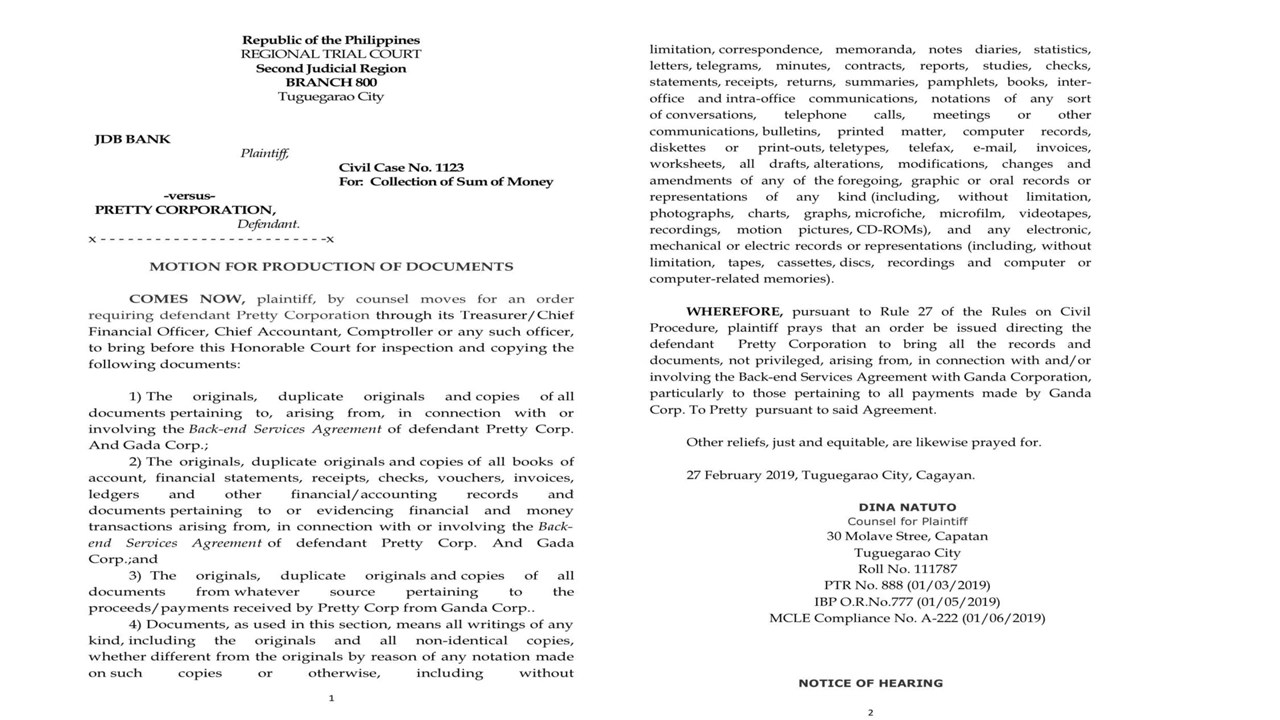 Republic of the Philippines
REGIONAL TRIAL COURT
Second Judicial Region
BRANCH 800
Tuguegarao City
JDB BANK
Plaintiff,
Civil Case No. 1123
For: Collection of Sum of Money
-versus-
PRETTY CORPORATION,
Defendant.
x - - - - - - - - - - - - - - - - - - - - - - - - -x
MOTION FOR PRODUCTION OF DOCUMENTS
COMES NOW, plaintiff, by counsel moves for an order
requiring defendant Pretty Corporation through its Treasurer/Chief
Financial Officer, Chief Accountant, Comptroller or any such officer,
to bring before this Honorable Court for inspection and copying the
following documents:
1) The originals, duplicate originals and copies of all
documents pertaining to, arising from, in connection with or
involving the Back-end Services Agreement of defendant Pretty Corp.
And Gada Corp.;
2) The originals, duplicate originals and copies of all books of
account, financial statements, receipts, checks, vouchers, invoices,
ledgers and other financial/accounting records and
documents pertaining to or evidencing financial and money
transactions arising from, in connection with or involving the Back-
end Services Agreement of defendant Pretty Corp. And Gada
Corp.;and
3) The originals, duplicate originals and copies of all
documents from whatever source pertaining to the
proceeds/payments received by Pretty Corp from Ganda Corp..
4) Documents, as used in this section, means all writings of any
kind, including the originals and all non-identical copies,
whether different from the originals by reason of any notation made
on such copies or otherwise, including without
1
limitation, correspondence, memoranda, notes diaries, statistics,
letters, telegrams, minutes, contracts, reports, studies, checks,
statements, receipts, returns, summaries, pamphlets, books, inter-
office and intra-office communications, notations of any sort
of conversations, telephone calls, meetings or other
communications, bulletins, printed matter, computer records,
diskettes or print-outs, teletypes, telefax, e-mail, invoices,
worksheets, all drafts, alterations, modifications, changes and
amendments of any of the foregoing, graphic or oral records or
representations of any kind (including, without limitation,
photographs, charts, graphs, microfiche, microfilm, videotapes,
recordings, motion pictures, CD-ROMs), and any electronic,
mechanical or electric records or representations (including, without
limitation, tapes, cassettes, discs, recordings and computer or
computer-related memories).
WHEREFORE, pursuant to Rule 27 of the Rules on Civil
Procedure, plaintiff prays that an order be issued directing the
defendant Pretty Corporation to bring all the records and
documents, not privileged, arising from, in connection with and/or
involving the Back-end Services Agreement with Ganda Corporation,
particularly to those pertaining to all payments made by Ganda
Corp. To Pretty pursuant to said Agreement.
Other reliefs, just and equitable, are likewise prayed for.
27 February 2019, Tuguegarao City, Cagayan.
DINA NATUTO
Counsel for Plaintiff
30 Molave Stree, Capatan
Tuguegarao City
Roll No. 111787
PTR No. 888 (01/03/2019)
IBP O.R.No.777 (01/05/2019)
MCLE Compliance No. A-222 (01/06/2019)
NOTICE OF HEARING
2